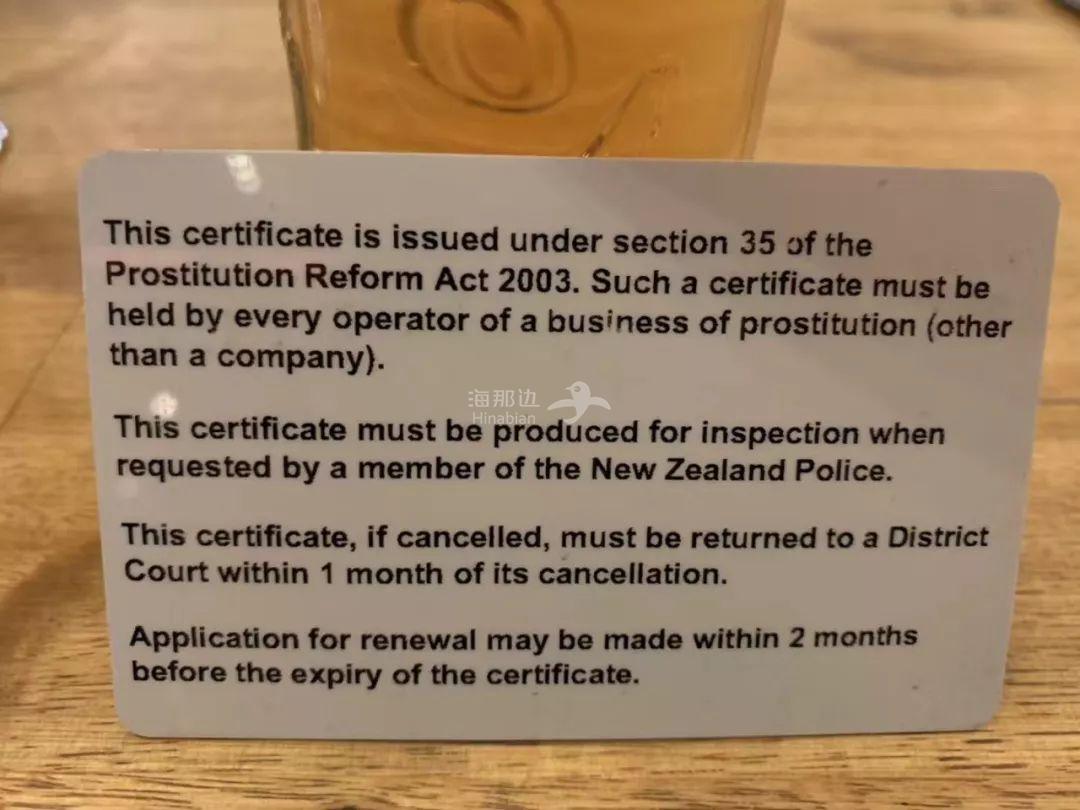 This certificate is issued under section 35 of the
Prostitution Reform Act 2003. Such a certificate must be
held by every operator of a business of prostitution (other
than a company).
海那边
Hinabian
This certificate must be produced for inspection when
requested by a member of the New Zealand Police.
This certificate, if cancelled, must be returned to a District
Court within 1 month of its cancellation.
Application for renewal may be made within 2 months
before the expiry of the certificate.